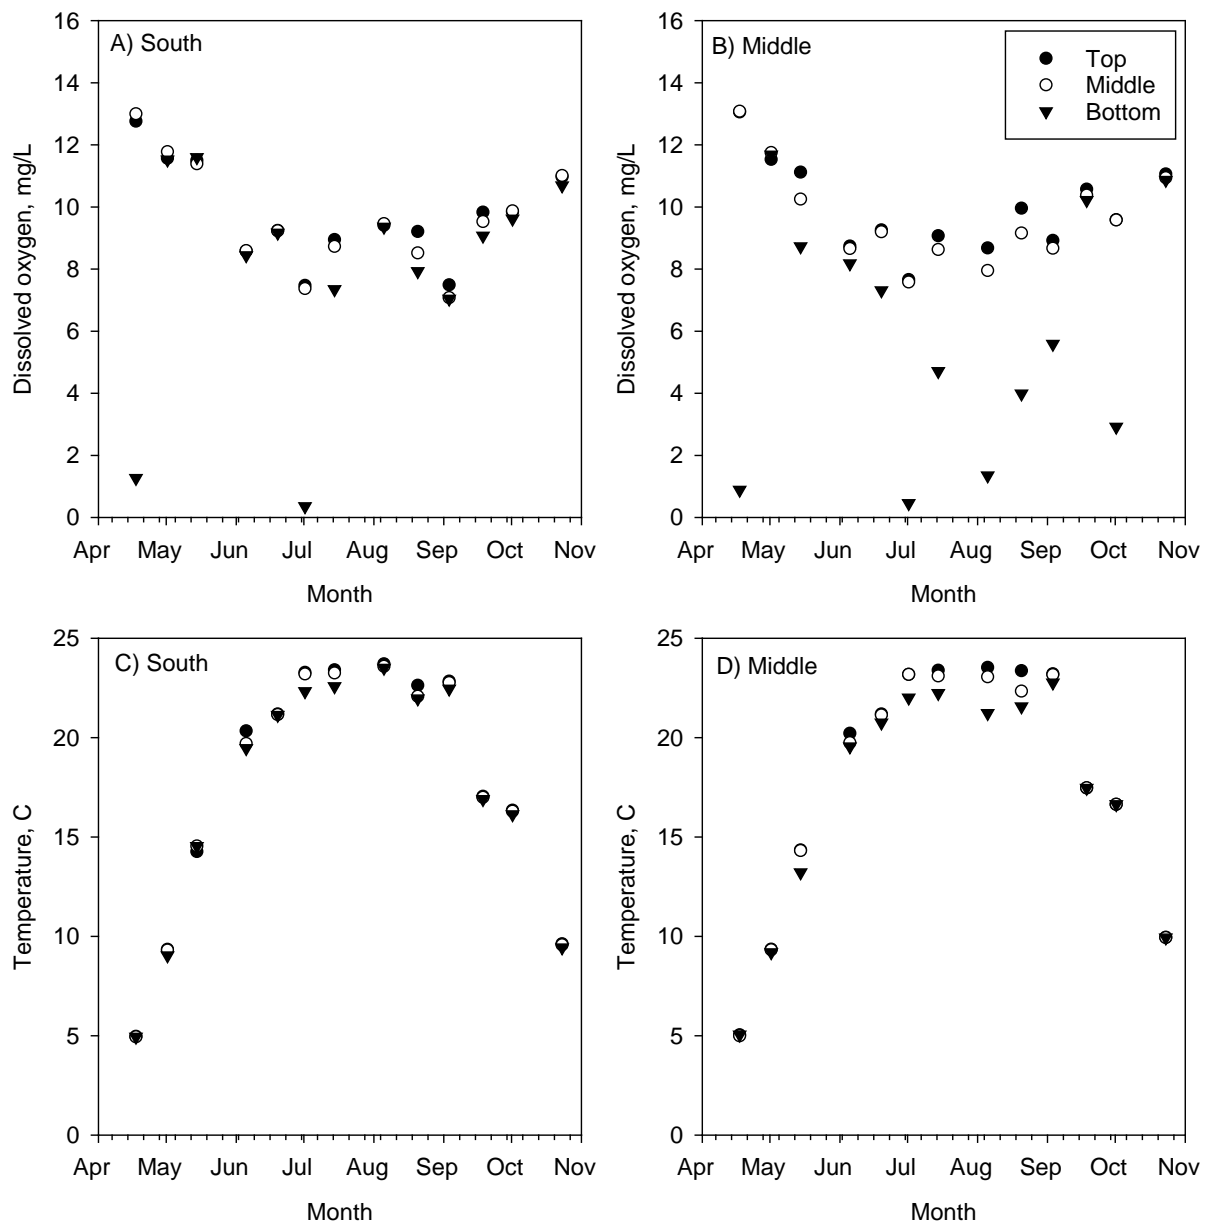 A) South
16
14
12
10
8
6
4
2
0
Dissolved oxygen, mg/L
Apr May Jun Jul Aug Sep Oct Nov
Month
B) Middle
Top
Middle
Bottom
16
14
12
10
8
6
4
2
0
Dissolved oxygen, mg/L
Apr May Jun Jul Aug Sep Oct Nov
Month
C) South
25
20
15
10
5
0
Temperature, C
Apr May Jun Jul Aug Sep Oct Nov
Month
D) Middle
25
20
15
10
5
0
Temperature, C
Apr May Jun Jul Aug Sep Oct Nov
Month